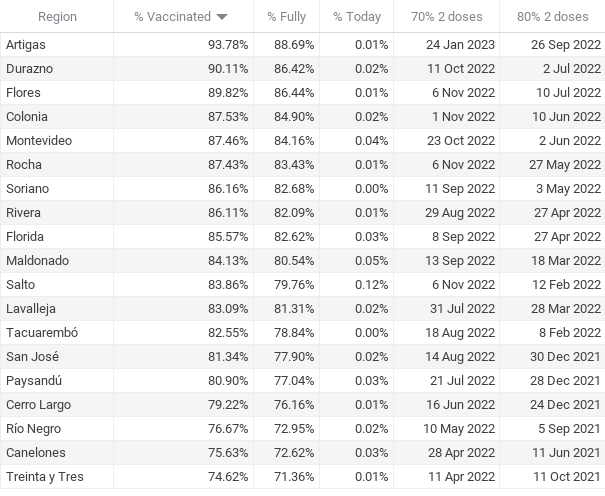 Region % Vaccinated % Fully % Today 70% 2 doses 80% 2 doses
Artigas 93.78% 88.69% 0.01% 24 Jan 2023 26 Sep 2022
Durazno 90.11% 86.42% 0.02% 11 Oct 2022 2 Jul 2022
Flores 89.82% 86.44% 0.01% 6 Nov 2022 10 Jul 2022
Colonia 87.53% 84.90% 0.02% 1 Nov 2022 10 Jun 2022
Montevideo 87.46% 84.16% 0.04% 23 Oct 2022 2 Jun 2022
Rocha 87.43% 83.43% 0.01% 6 Nov 2022 27 May 2022
Soriano 86.16% 82.68% 0.00% 11 Sep 2022 3 May 2022
Rivera 86.11% 82.09% 0.01% 29 Aug 2022 27 Apr 2022
Florida 85.57% 82.62% 0.03% 8 Sep 2022 27 Apr 2022
Maldonado 84.13% 80.54% 0.05% 13 Sep 2022 18 Mar 2022
Salto 83.86% 79.76% 0.12% 6 Nov 2022 12 Feb 2022
Lavalleja 83.09% 81.31% 0.02% 31 Jul 2022 28 Mar 2022
Tacuarembó 82.55% 78.84% 0.00% 18 Aug 2022 8 Feb 2022
San José 81.34% 77.90% 0.02% 14 Aug 2022 30 Dec 2021
Paysandú 80.90% 77.04% 0.03% 21 Jul 2022 28 Dec 2021
Cerro Largo 79.22% 76.16% 0.01% 16 Jun 2022 24 Dec 2021
Río Negro 76.67% 72.95% 0.02% 10 May 2022 5 Sep 2021
Canelones 75.63% 72.62% 0.03% 28 Apr 2022 11 Jun 2021
Treinta y Tres 74.62% 71.36% 0.01% 11 Apr 2022 11 Oct 2021